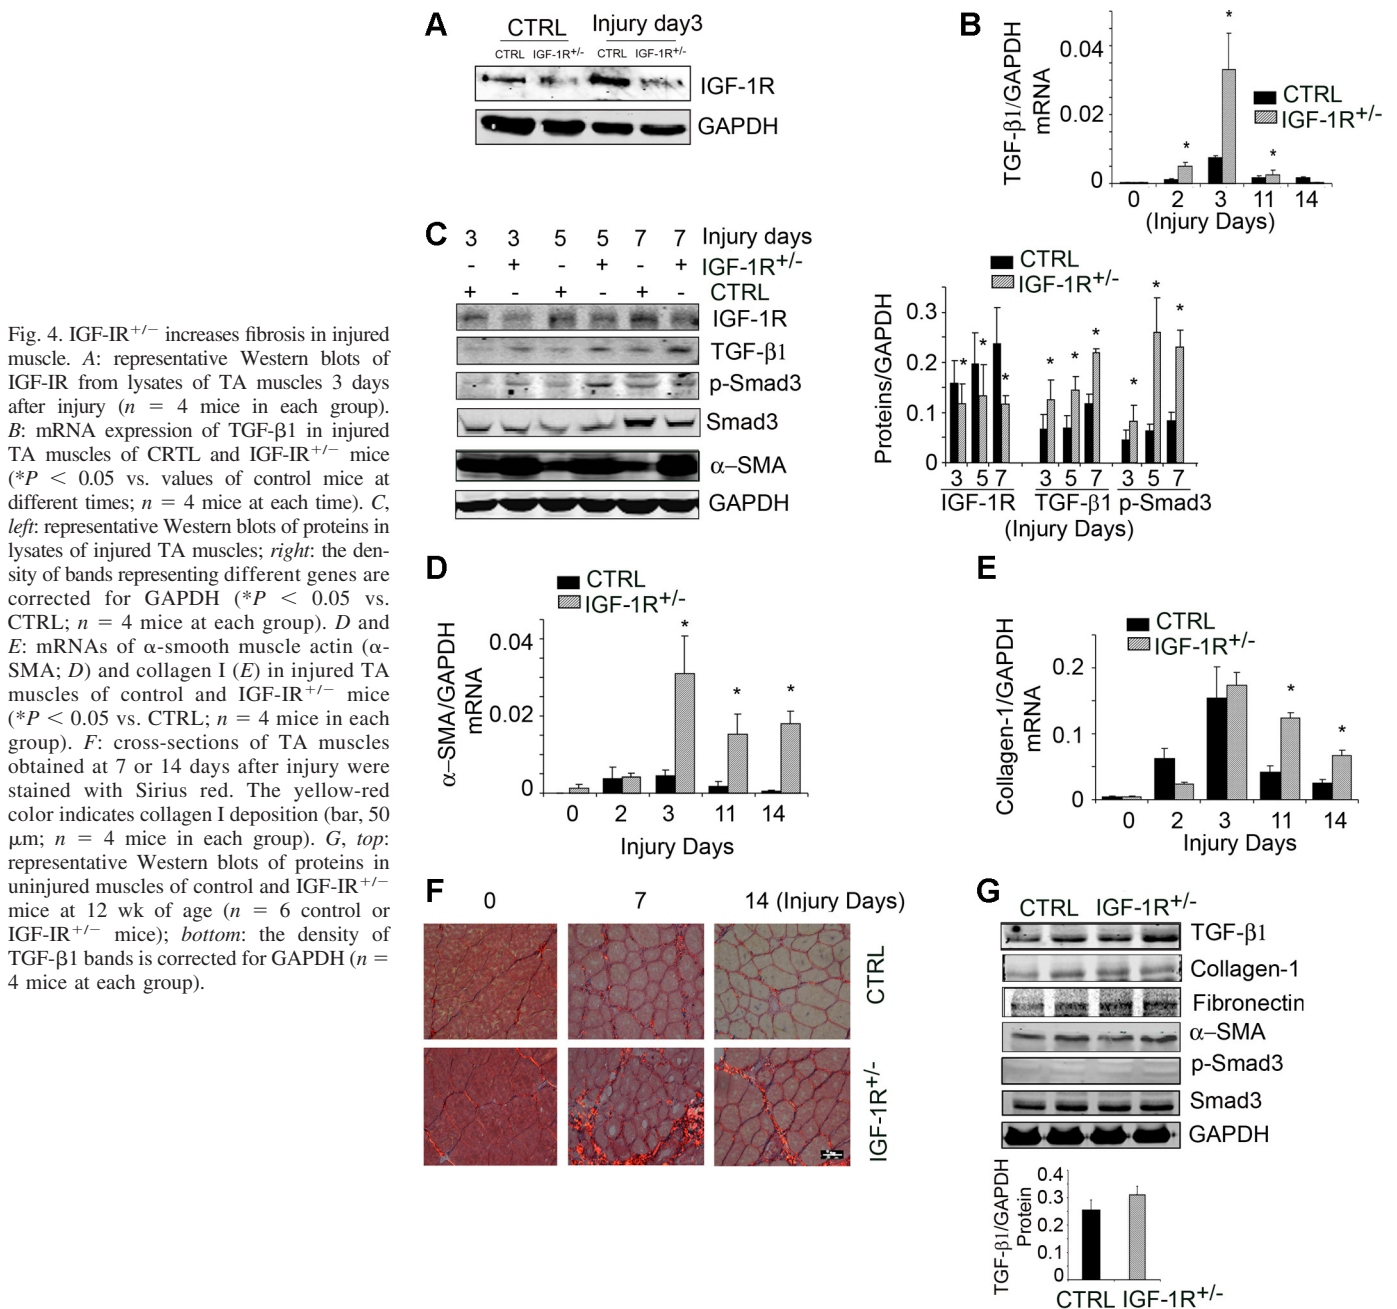 Fig. 4. IGF-IR+/− increases fibrosis in injured
muscle. A: representative Western blots of
IGF-IR from lysates of TA muscles 3 days
after injury (n = 4 mice in each group).
B: mRNA expression of TGF-β1 in injured
TA muscles of CRTL and IGF-IR+/− mice
(*P < 0.05 vs. values of control mice at
different times; n = 4 mice at each time). C,
left: representative Western blots of proteins in
lysates of injured TA muscles; right: the den-
sity of bands representing different genes are
corrected for GAPDH (*P < 0.05 vs.
CTRL; n = 4 mice at each group). D and
E: mRNAs of α-smooth muscle actin (α-
SMA; D) and collagen I (E) in injured TA
muscles of control and IGF-IR+/− mice
(*P < 0.05 vs. CTRL; n = 4 mice in each
group). F: cross-sections of TA muscles
obtained at 7 or 14 days after injury were
stained with Sirius red. The yellow-red
color indicates collagen I deposition (bar, 50
μm; n = 4 mice in each group). G, top:
representative Western blots of proteins in
uninjured muscles of control and IGF-IR+/−
mice at 12 wk of age (n = 6 control or
IGF-IR+/− mice); bottom: the density of
TGF-β1 bands is corrected for GAPDH (n =
4 mice at each group).
A
CTRL Injury day3
CTRL IGF-1R+/- CTRL IGF-1R+/-
IGF-1R
GAPDH
B
TGF-β1/GAPDH
mRNA
0.04
0.02
0
*
*
*
CTRL
IGF-1R+/-
0 2 3 11 14
(Injury Days)
C
3 3 5 5 7 7 Injury days
- + - + - + IGF-1R+/-
+ - + - + - CTRL
IGF-1R
TGF-β1
p-Smad3
Smad3
α–SMA
GAPDH
CTRL
IGF-1R+/-
Proteins/GAPDH
0.3
0.2
0.1
0
* * * * * * * * *
3 5 7 3 5 7 3 5 7
IGF-1R TGF-β1 p-Smad3
(Injury Days)
D
CTRL
IGF-1R+/-
α–SMA/GAPDH
mRNA
0.04
0.02
0
* * *
0 2 3 11 14
Injury Days
E
CTRL
IGF-1R+/-
Collagen-1/GAPDH
mRNA
0.2
0.1
0
* *
0 2 3 11 14
Injury Days
F
0 7 14 (Injury Days)
CTRL
IGF-1R+/-
G
CTRL IGF-1R+/-
TGF-β1
Collagen-1
Fibronectin
α–SMA
p-Smad3
Smad3
GAPDH
TGF-β1/GAPDH
Protein
0.4
0.3
0.2
0.1
0
CTRL IGF-1R+/-